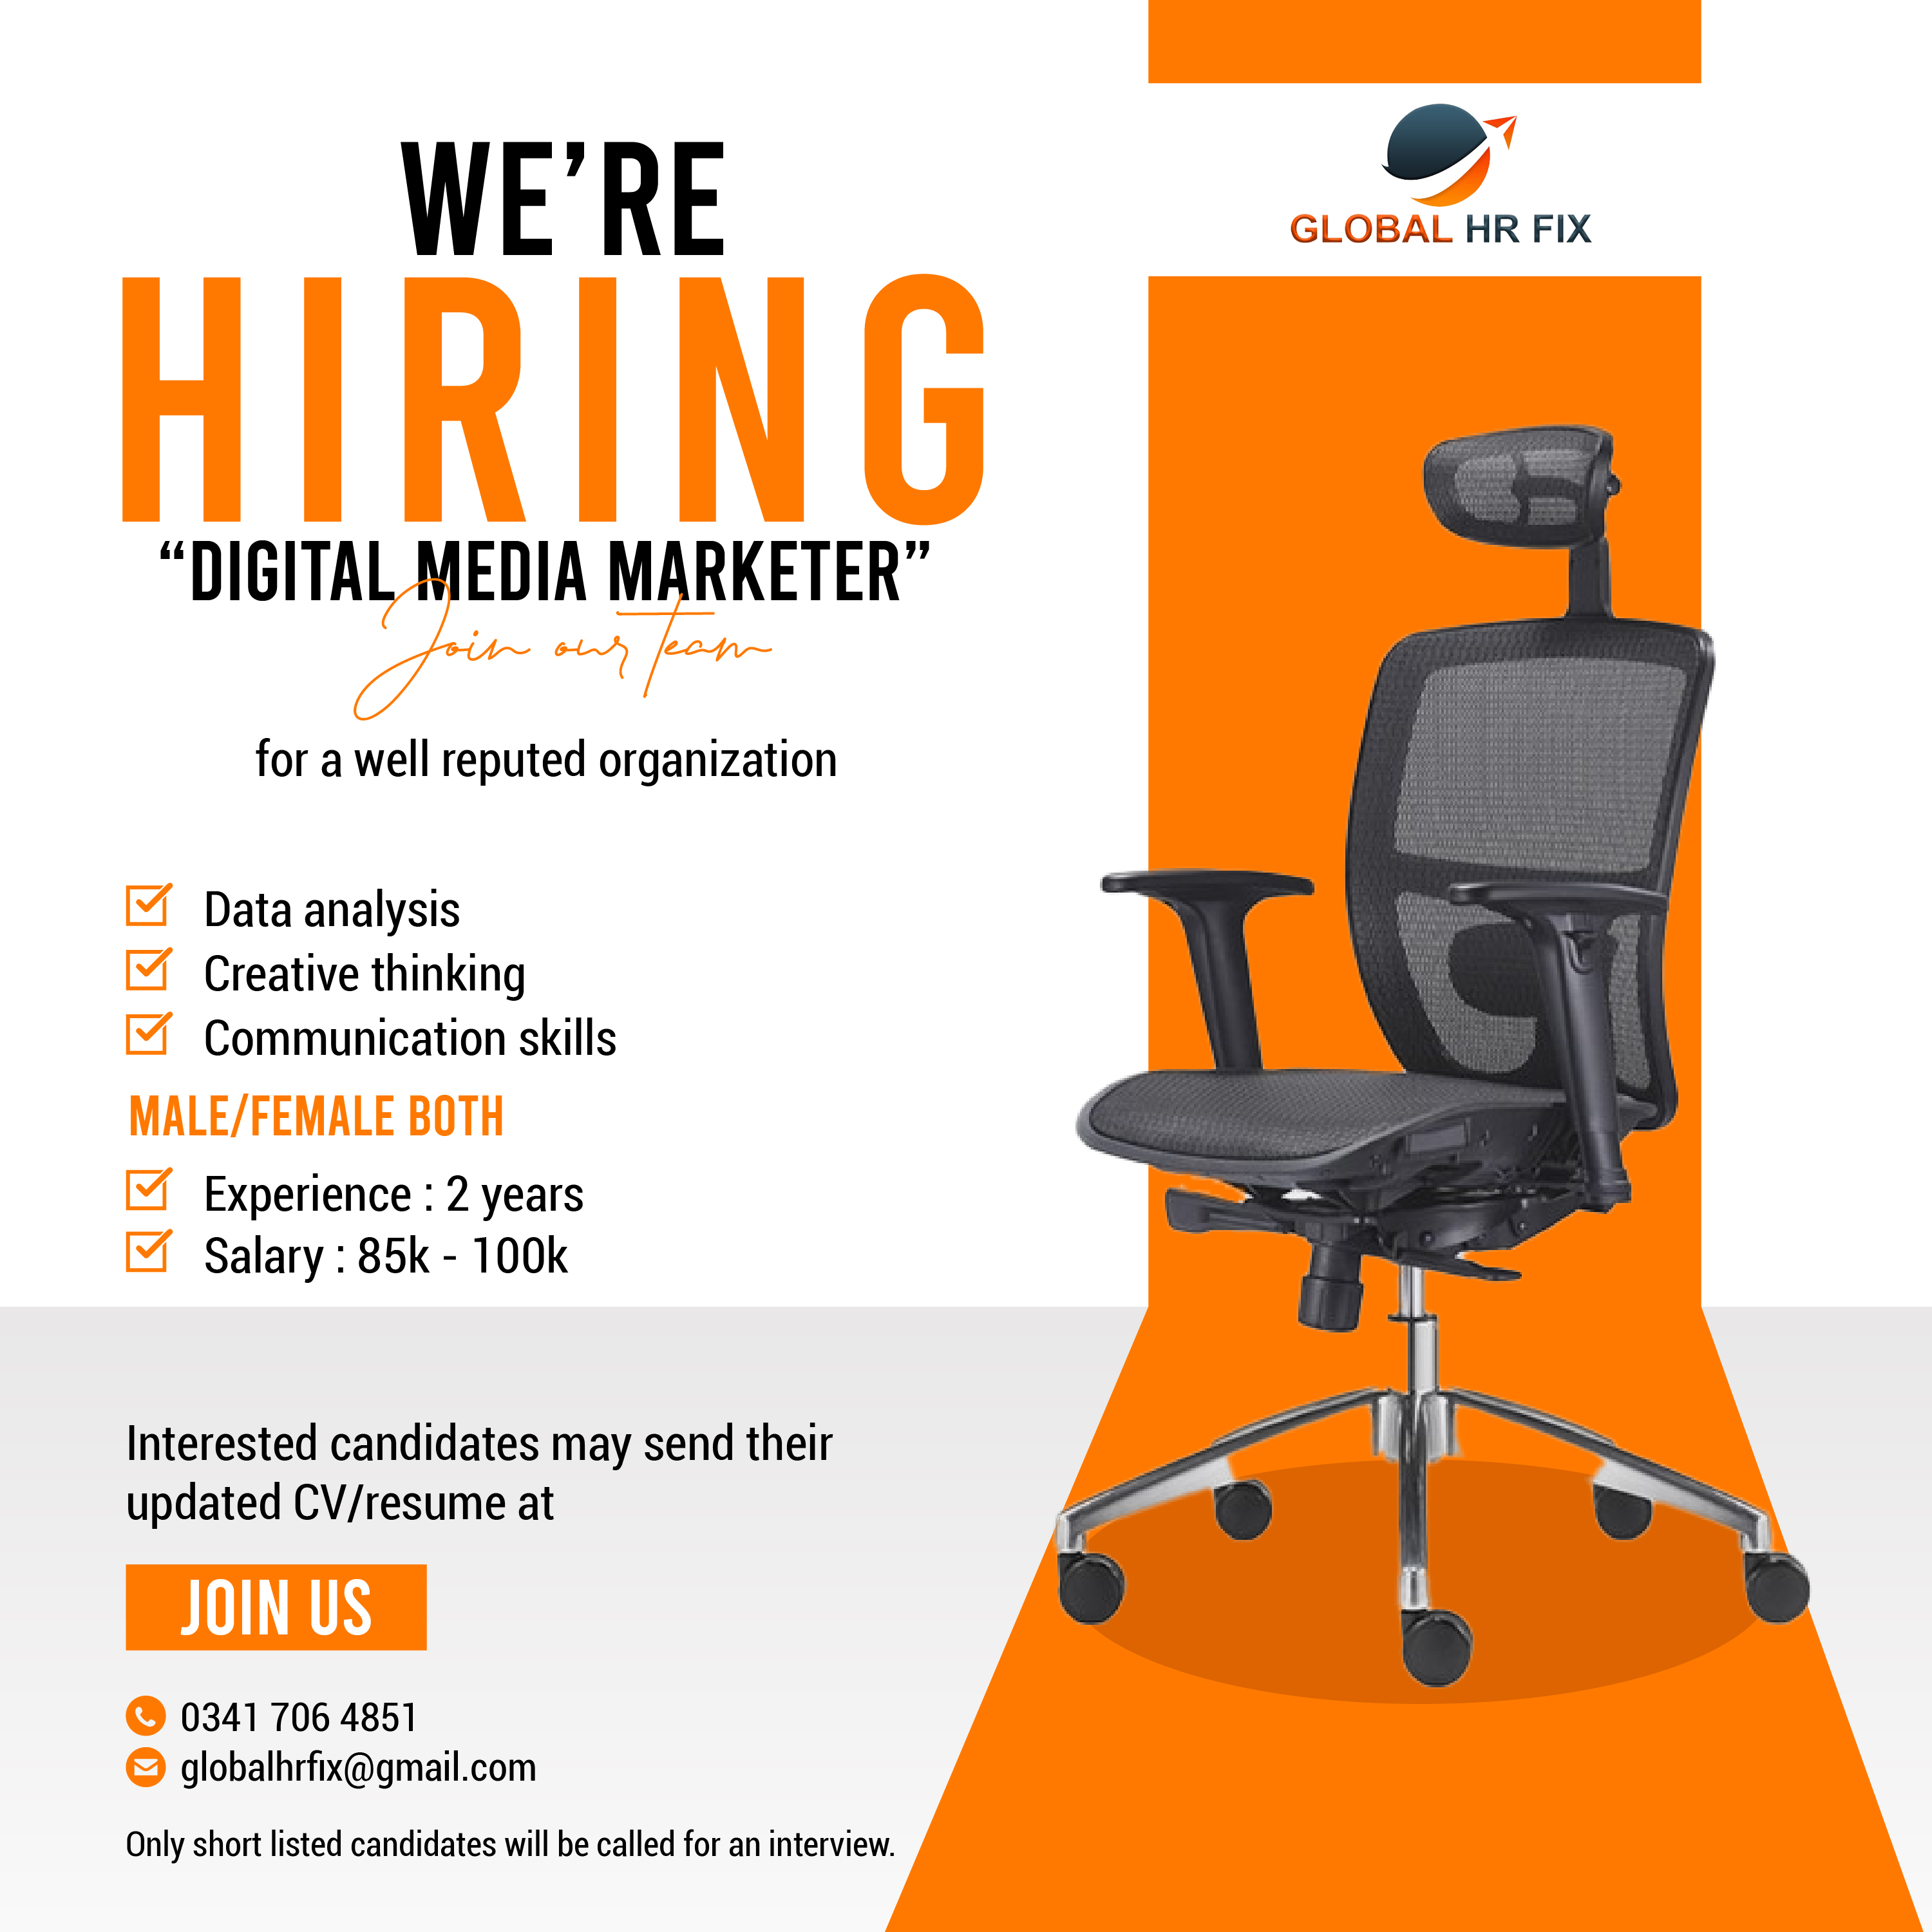 WE'RE
HIRING
"DIGITAL MEDIA MARKETER"
Join our team
for a well reputed organization
Data analysis
Creative thinking
Communication skills
MALE/FEMALE BOTH
Experience : 2 years
Salary : 85k - 100k
Interested candidates may send their
updated CV/resume at
JOIN US
0341 706 4851
globalhrfix@gmail.com
Only short listed candidates will be called for an interview.
GLOBAL HR FIX